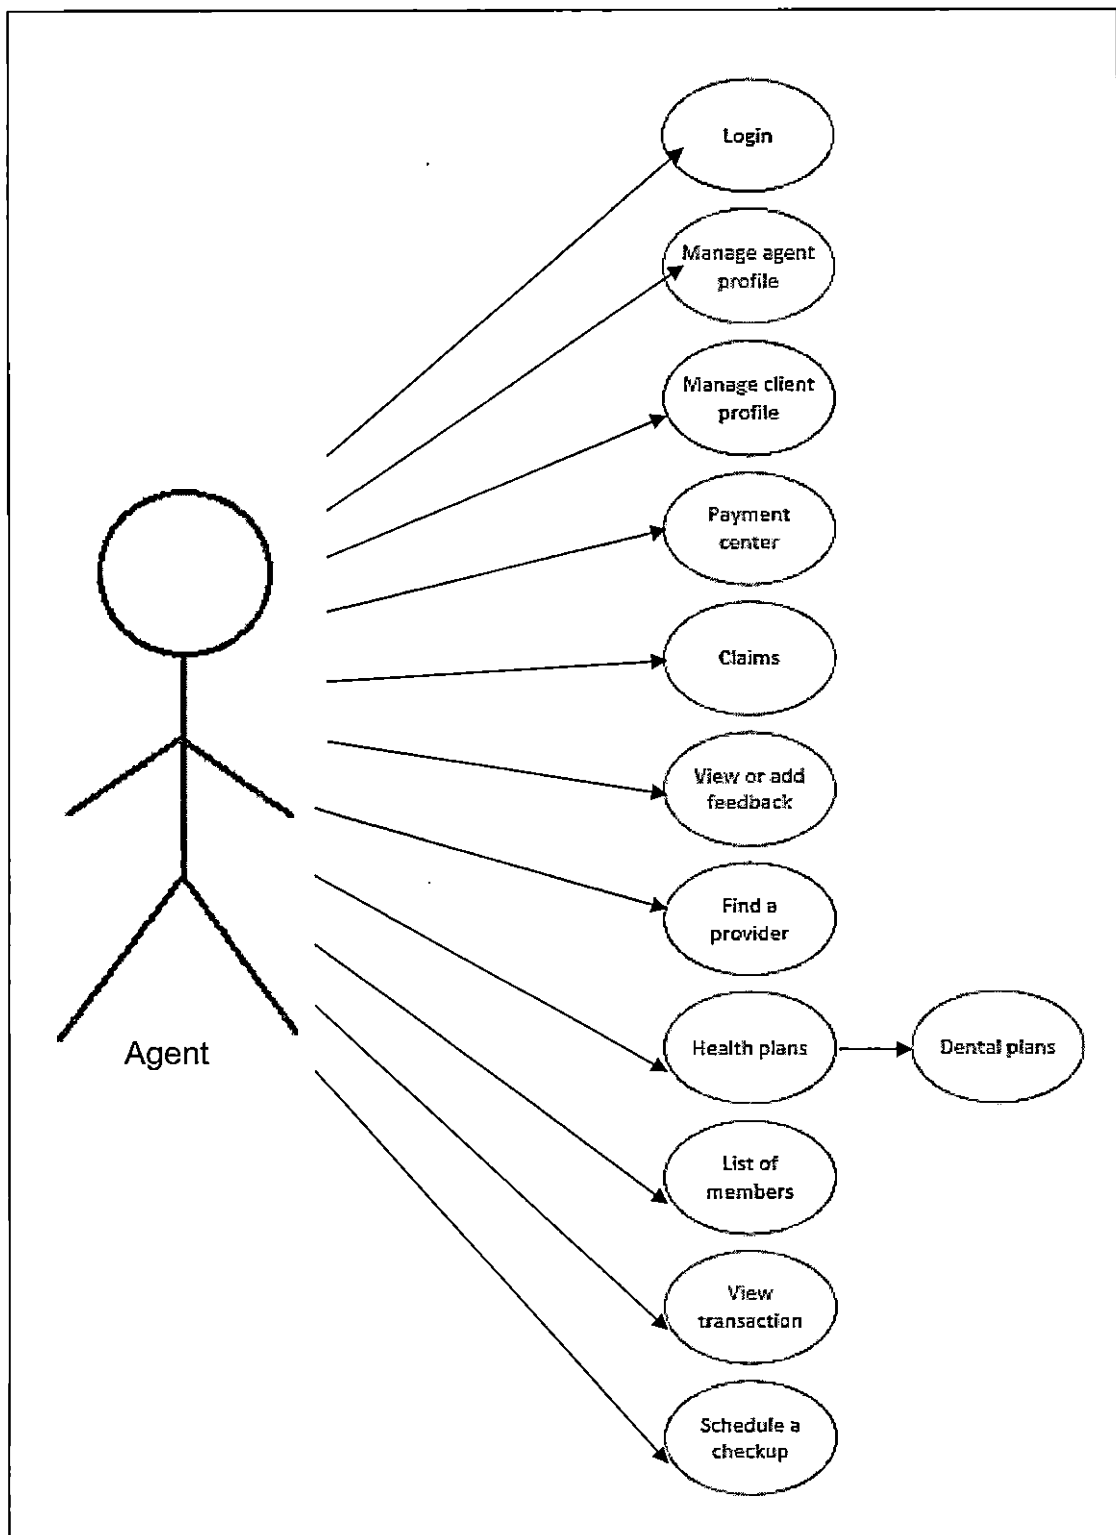 Login
Manage agent
profile
Manage client
profile
Payment
center
Claims
View or add
feedback
Find a
provider
Agent
Health plans
Dental plans
List of
members
View
transaction
Schedule a
checkup